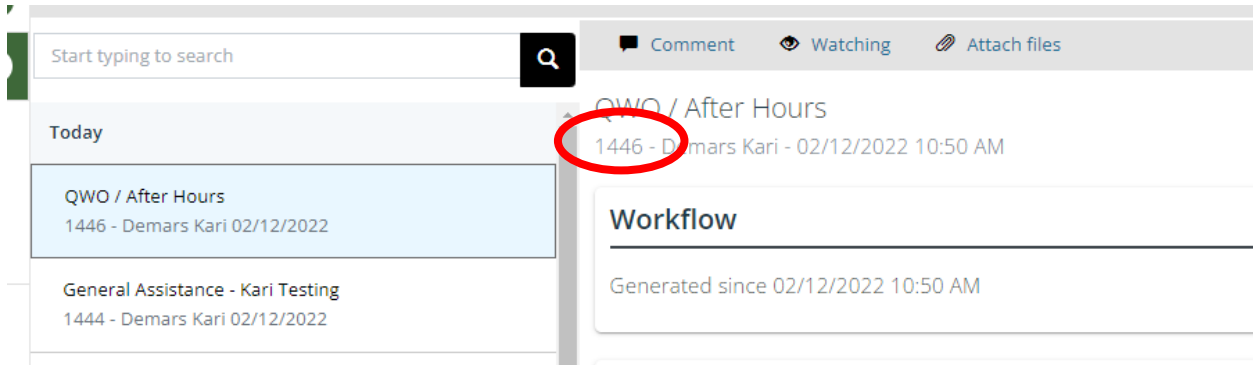 Start typing to search
Today
QWO / After Hours
1446 - Demars Kari 02/12/2022
General Assistance - Kari Testing
1444 - Demars Kari 02/12/2022
Comment Watching Attach files
QWO / After Hours
1446 - Demars Kari - 02/12/2022 10:50 AM
Workflow
Generated since 02/12/2022 10:50 AM